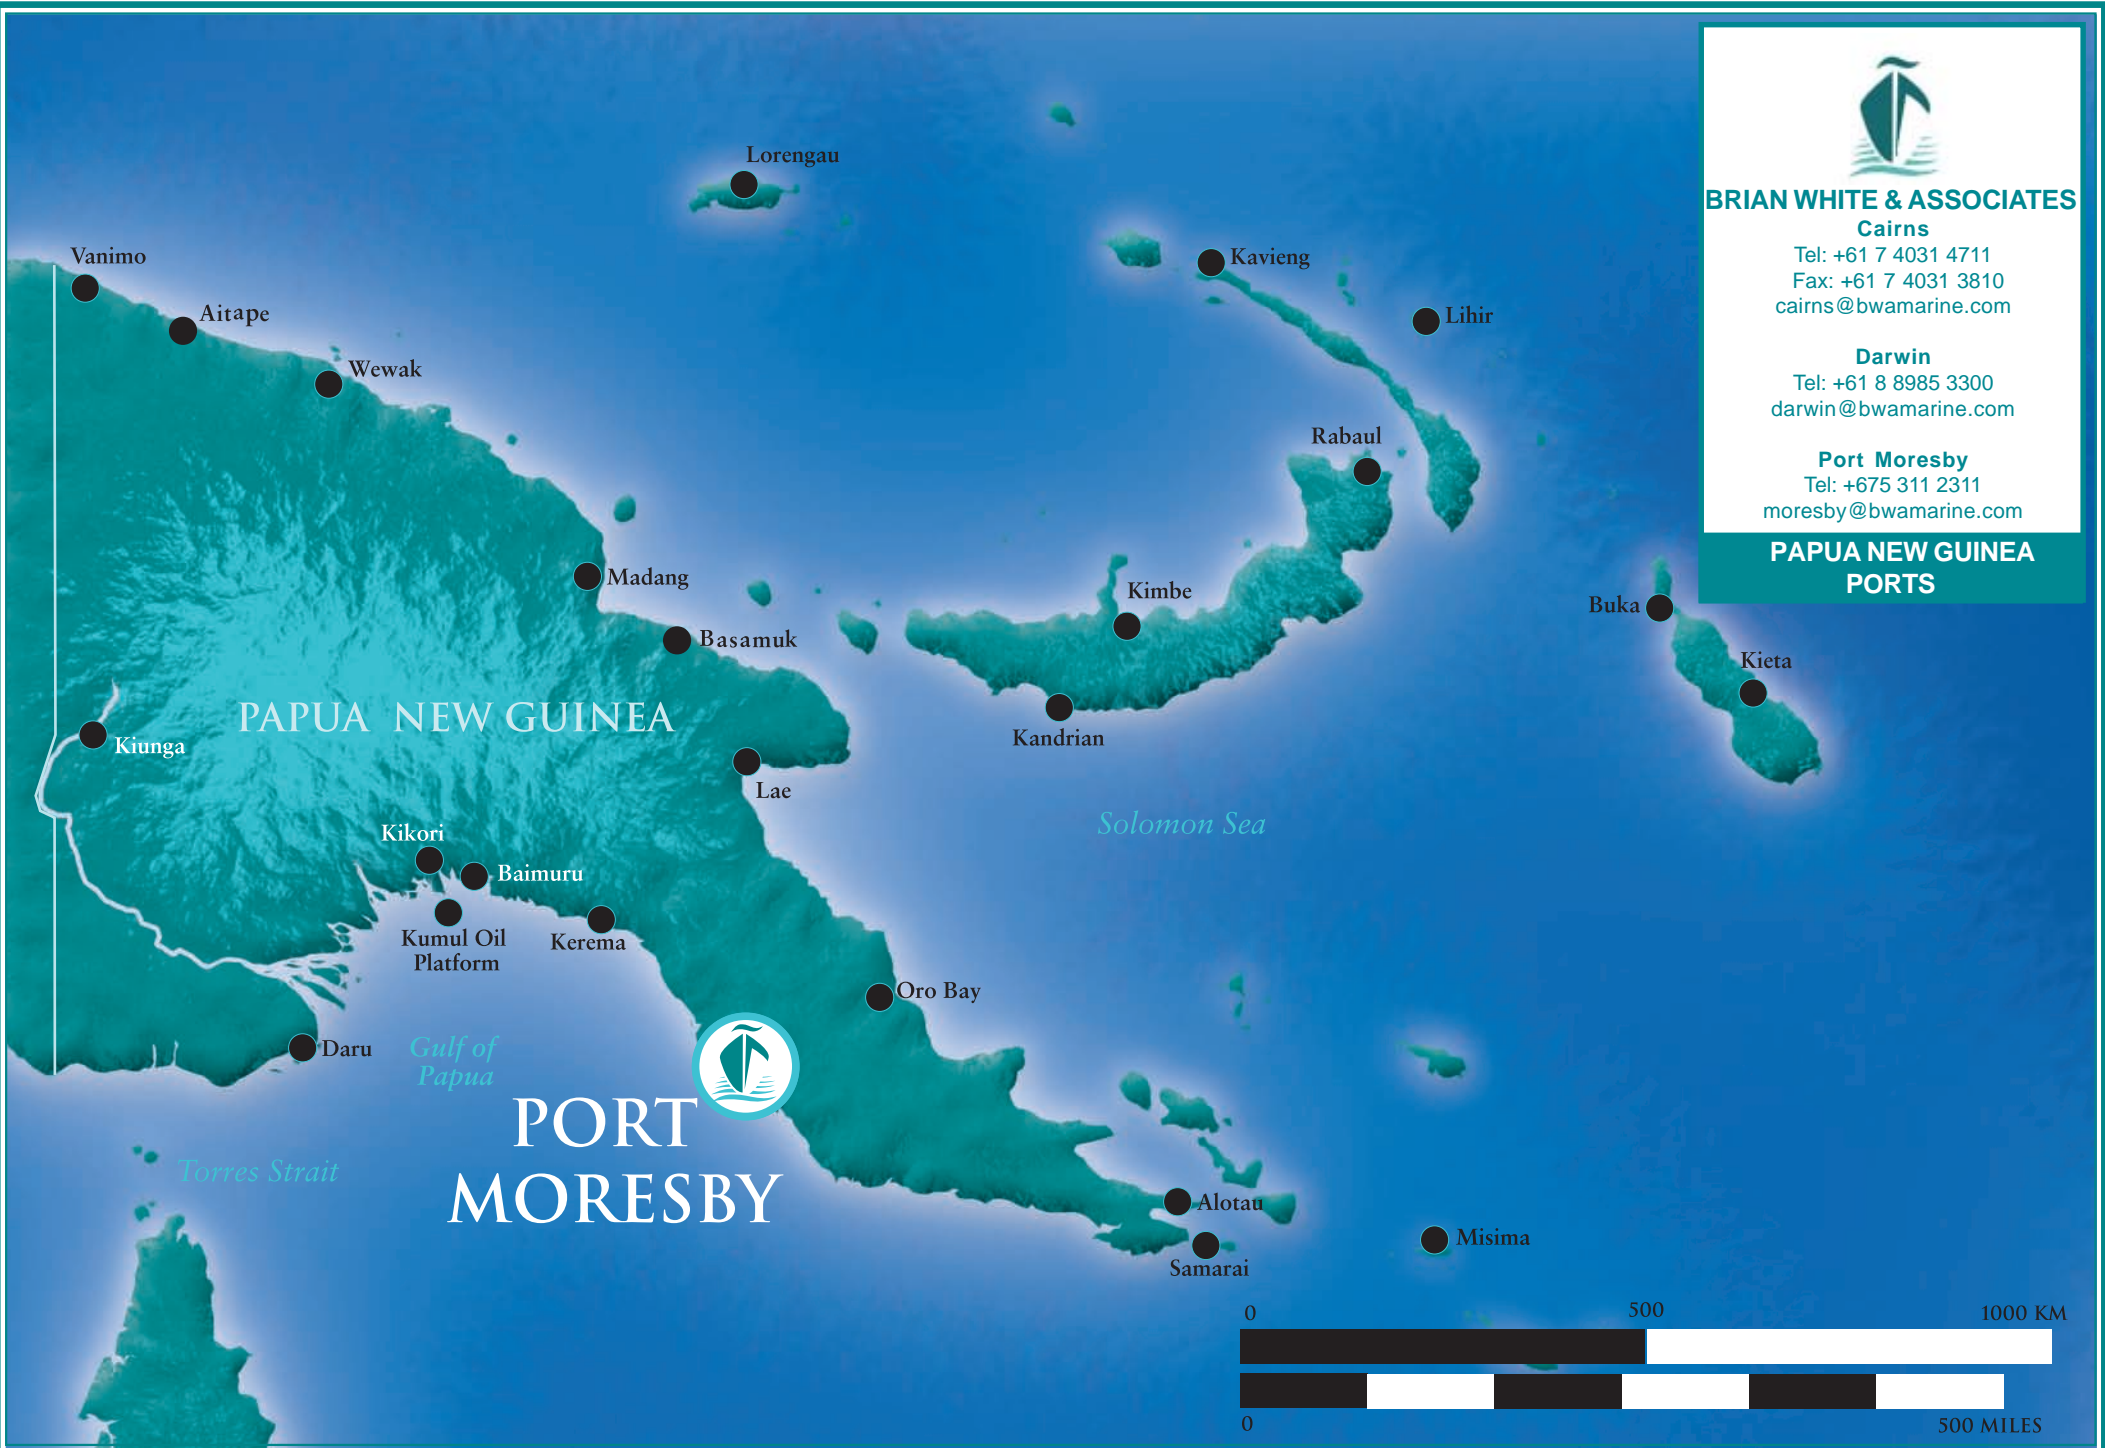 BRIAN WHITE & ASSOCIATES
Cairns
Tel: +61 7 4031 4711
Fax: +61 7 4031 3810
cairns@bwamarine.com
Darwin
Tel: +61 8 8985 3300
darwin@bwamarine.com
Port Moresby
Tel: +675 311 2311
moresby@bwamarine.com
PAPUA NEW GUINEA
PORTS
Lorengau
Vanimo
Kavieng
Aitape
Lihir
Wewak
Rabaul
Madang
Kimbe
Buka
Basamuk
Kieta
PAPUA NEW GUINEA
Kiunga
Kandrian
Lae
Solomon Sea
Kikori
Baimuru
Kumul Oil
Platform
Kerema
Oro Bay
Daru
Gulf of
Papua
PORT
MORESBY
Torres Strait
Alotau
Misima
Samarai
0 500 1000 KM
0 500 MILES